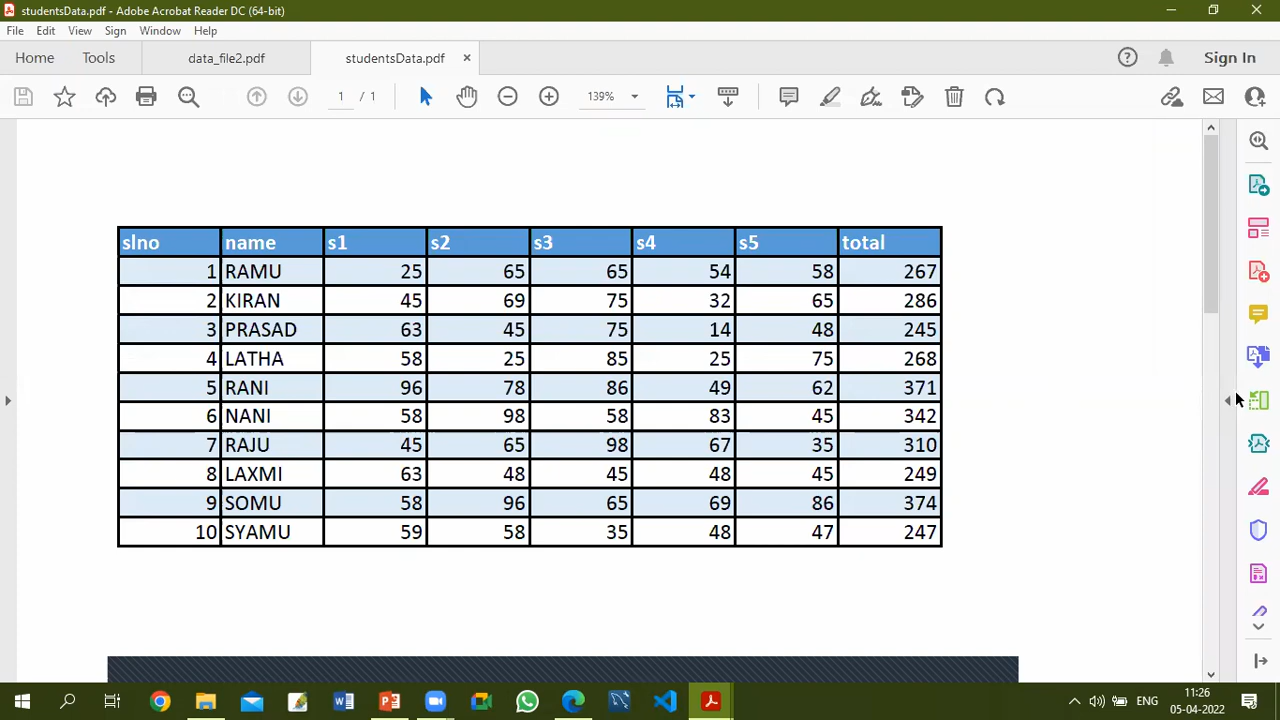 studentsData.pdf - Adobe Acrobat Reader DC (64-bit)
File Edit View Sign Window Help
Home Tools data_file2.pdf studentsData.pdf × Sign In
1 / 1 139%
slno name s1 s2 s3 s4 s5 total
1 RAMU 25 65 65 54 58 267
2 KIRAN 45 69 75 32 65 286
3 PRASAD 63 45 75 14 48 245
4 LATHA 58 25 85 25 75 268
5 RANI 96 78 86 49 62 371
6 NANI 58 98 58 83 45 342
7 RAJU 45 65 98 67 35 310
8 LAXMI 63 48 45 48 45 249
9 SOMU 58 96 65 69 86 374
10 SYAMU 59 58 35 48 47 247
ENG 11:26
05-04-2022